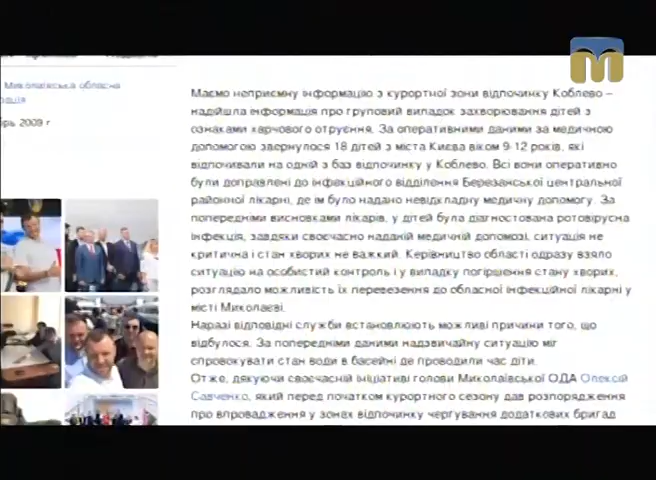 Миколаївська обласна
рація
брь 2009 г
Маємо неприємну інформацію з курортної зони відпочинку Коблево –
надійшла інформація про груповий випадок захворювання дітей з
ознаками харчового отруєння. За оперативними даними за медичною
допомогою звернулося 18 дітей з міста Києва віком 9-12 років, які
відпочивали на одній з баз відпочинку у Коблево. Всі вони оперативно
були доправлені до інфекційного відділення Березанської центральної
районної лікарні, де їм було надано невідкладну медичну допомогу. За
попередніми висновками лікарів, у дітей була діагностована ротовірусна
інфекція, завдяки своєчасно наданій медичній допомозі, ситуація не
критична і стан хворих не важкий. Керівництво області одразу взяло
ситуацію на особистий контроль і у випадку погіршення стану хворих,
розглядало можливість їх перевезення до обласної інфекційної лікарні у
місті Миколаєві.
Наразі відповідні служби встановлюють можливі причини того, що
відбулося. За попередніми даними надзвичайну ситуацію міг
спровокувати стан води в басейні де проводили час діти.
Отже, дякуючи своєчасній ініціативі голови Миколаївської ОДА Олексій
Савченко, який перед початком курортного сезону дав розпорядження
про впровадження у зонах відпочинку чергування додаткових бригад